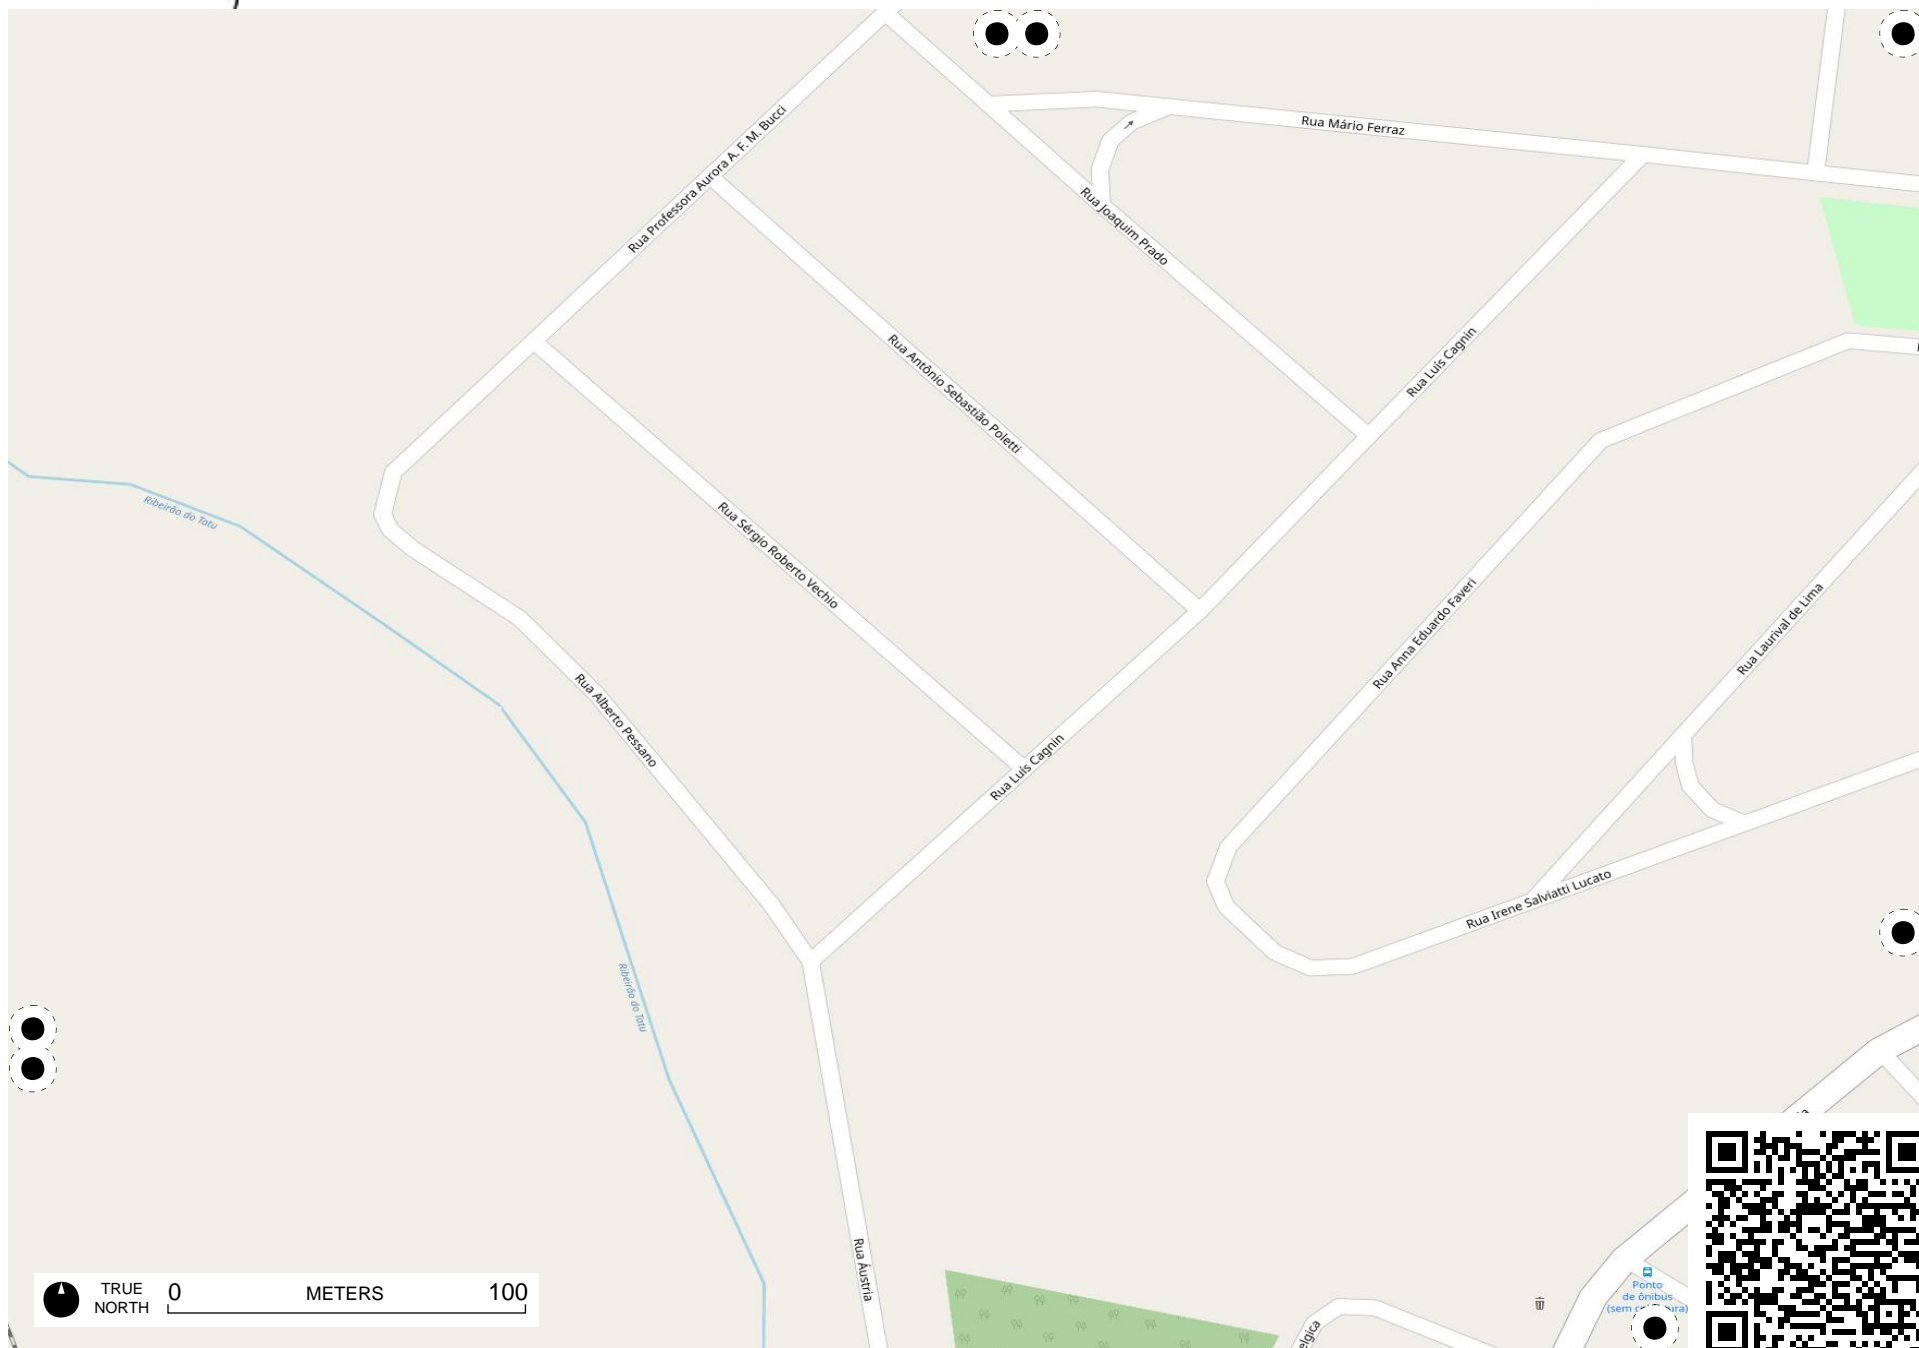 Rua Mário Ferraz
Rua Professora Aurora A. F. M. Bucci
Rua Joaquim Prado
Rua Luís Cagnin
Rua Antônio Sebastião Poletti
Ribeirão do Tatu
Rua Sérgio Roberto Vechio
Rua Anna Eduardo Faveri
Rua Laurival de Lima
Rua Alberto Pessano
Rua Luís Cagnin
Rua Irene Salviatti Lucato
Ribeirão do Tatu
Rua Áustria
Ponto
de ônibus
(sem
TRUE
NORTH
0
METERS
100